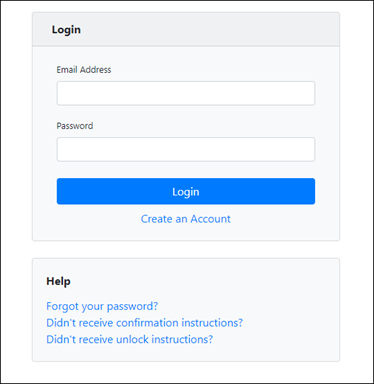 Login
Email Address
Password
Login
Create an Account
Help
Forgot your password?
Didn't receive confirmation instructions?
Didn't receive unlock instructions?